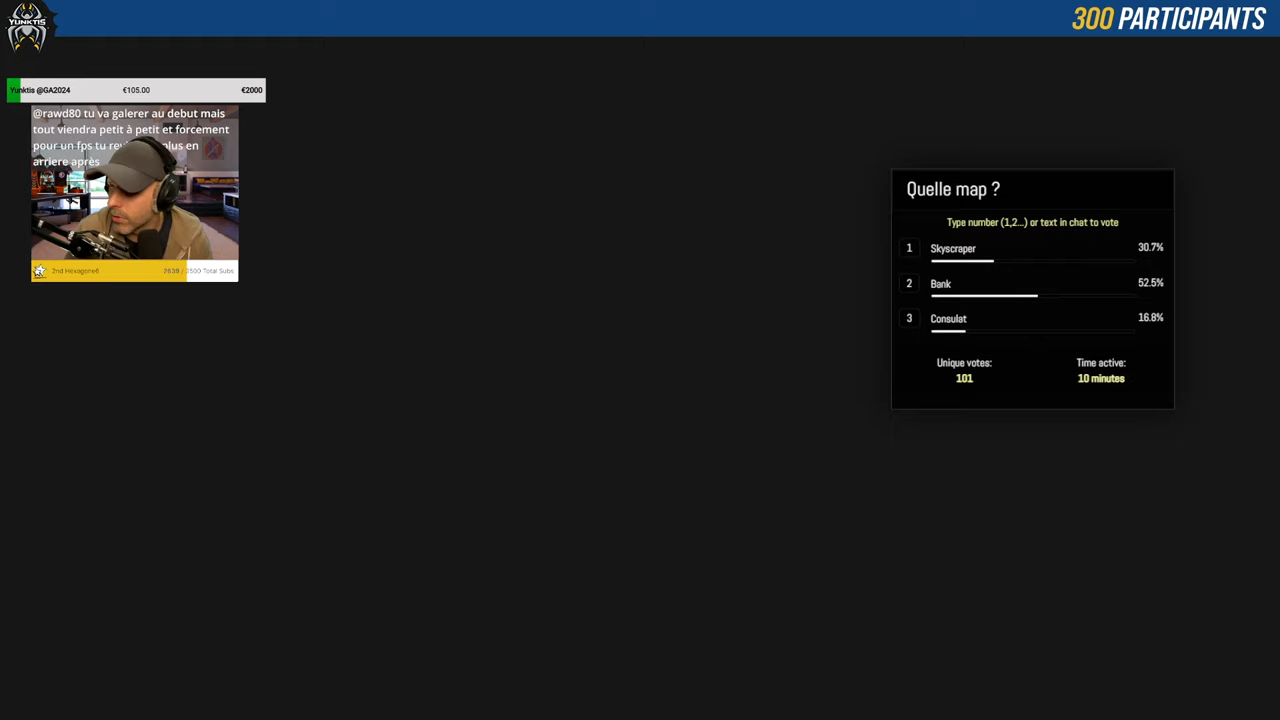 YUNKTIS
300 PARTICIPANTS
Yunktis @GA2024 €105.00 €2000
@rawd80 tu va galerer au debut mais
tout viendra petit à petit et forcement
pour un fps tu plus en
arriere après
2nd Hexagone6 2639 / 3500 Total Subs
Quelle map ?
Type number (1,2...) or text in chat to vote
1 Skyscraper 30.7%
2 Bank 52.5%
3 Consulat 16.8%
Unique votes: Time active:
101 10 minutes